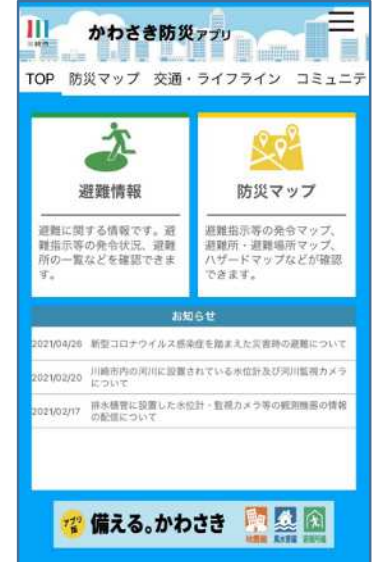 川崎市
かわさき防災アプリ
TOP 防災マップ 交通・ライフライン コミュニテ
避難情報
避難に関する情報です。避
難指示等の発令状況、避難
所の一覧などを確認できま
す。
防災マップ
避難指示等の発令マップ、
避難所・避難場所マップ、
ハザードマップなどが確認
できます。
お知らせ
2021/04/26 新型コロナウイルス感染症を踏まえた災害時の避難について
2021/02/20 川崎市内の河川に設置されている水位計及び河川監視カメラ
について
2021/02/17 排水樋管に設置した水位計・監視カメラ等の観測機器の情報
の配信について
アプリ
版
備える。かわさき
地震編 風水害編 避難所編